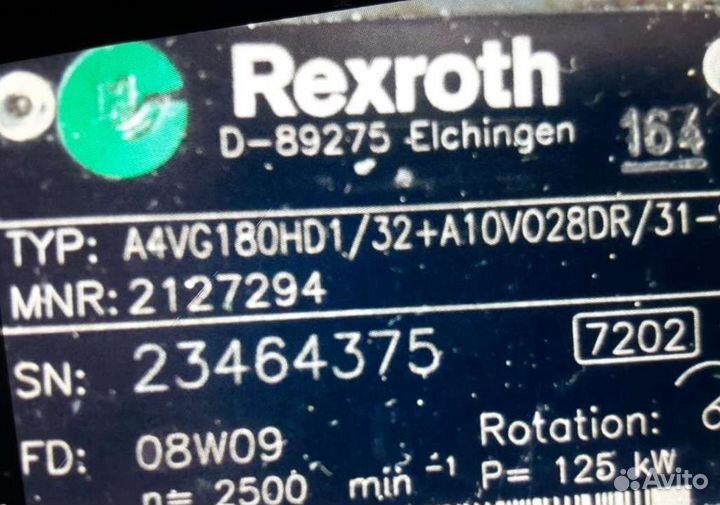 Rexroth
D-89275 Elchingen 164
TYP: A4VG180HD1/32+A10VO28DR/31-
MNR: 2127294
SN: 23464375 7202
FD: 08W09 Rotation:
n= 2500 min -1 P= 125 kW
Avito